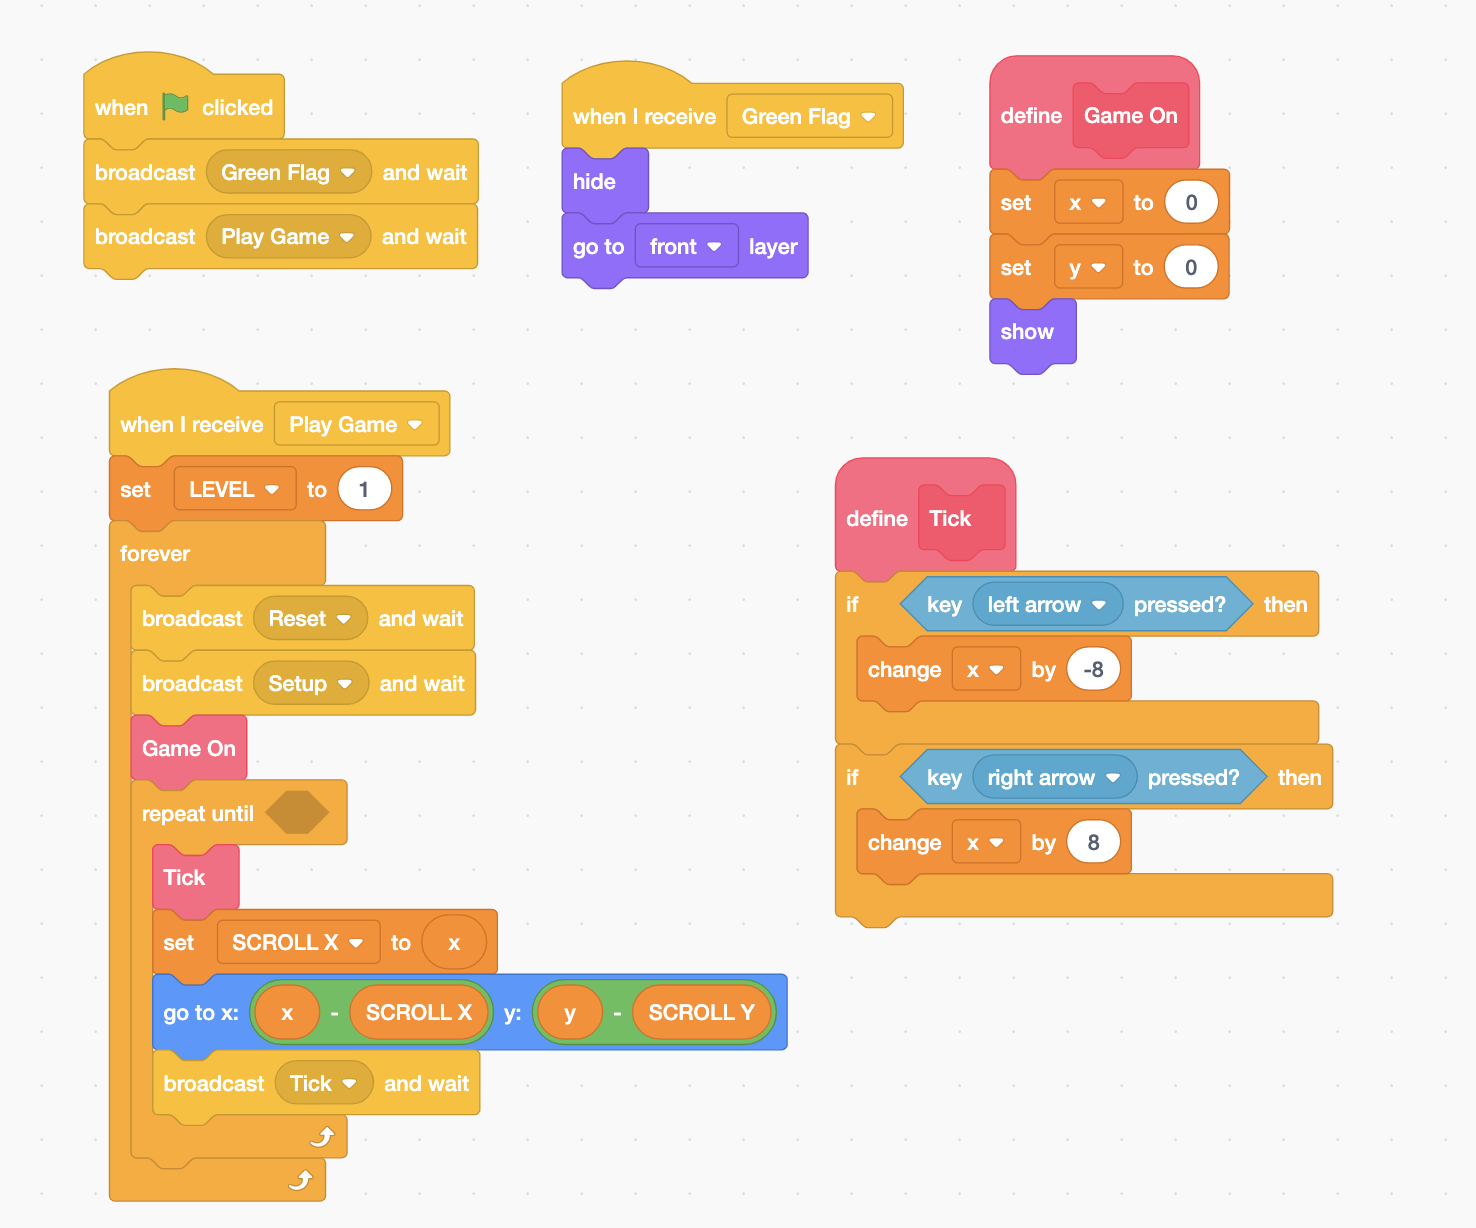 when clicked
broadcast Green Flag and wait
broadcast Play Game and wait
when I receive Green Flag
hide
go to front layer
define Game On
set x to 0
set y to 0
show
when I receive Play Game
set LEVEL to 1
forever
broadcast Reset and wait
broadcast Setup and wait
Game On
repeat until
Tick
set SCROLL X to x
go to x: x - SCROLL X y: y - SCROLL Y
broadcast Tick and wait
define Tick
if key left arrow pressed? then
change x by -8
if key right arrow pressed? then
change x by 8